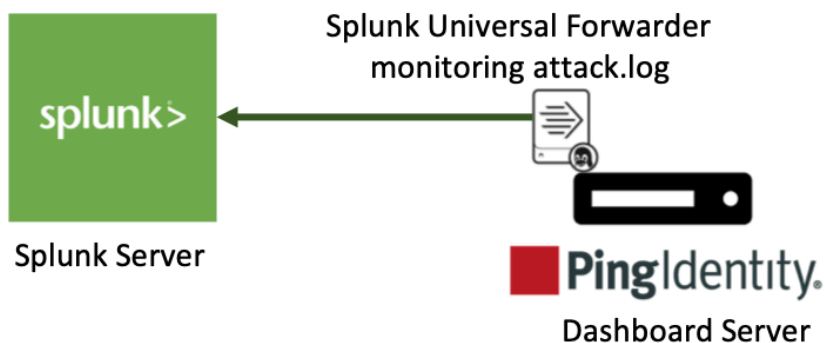 Splunk Universal Forwarder
monitoring attack.log
splunk>
Splunk Server
PingIdentity.
Dashboard Server